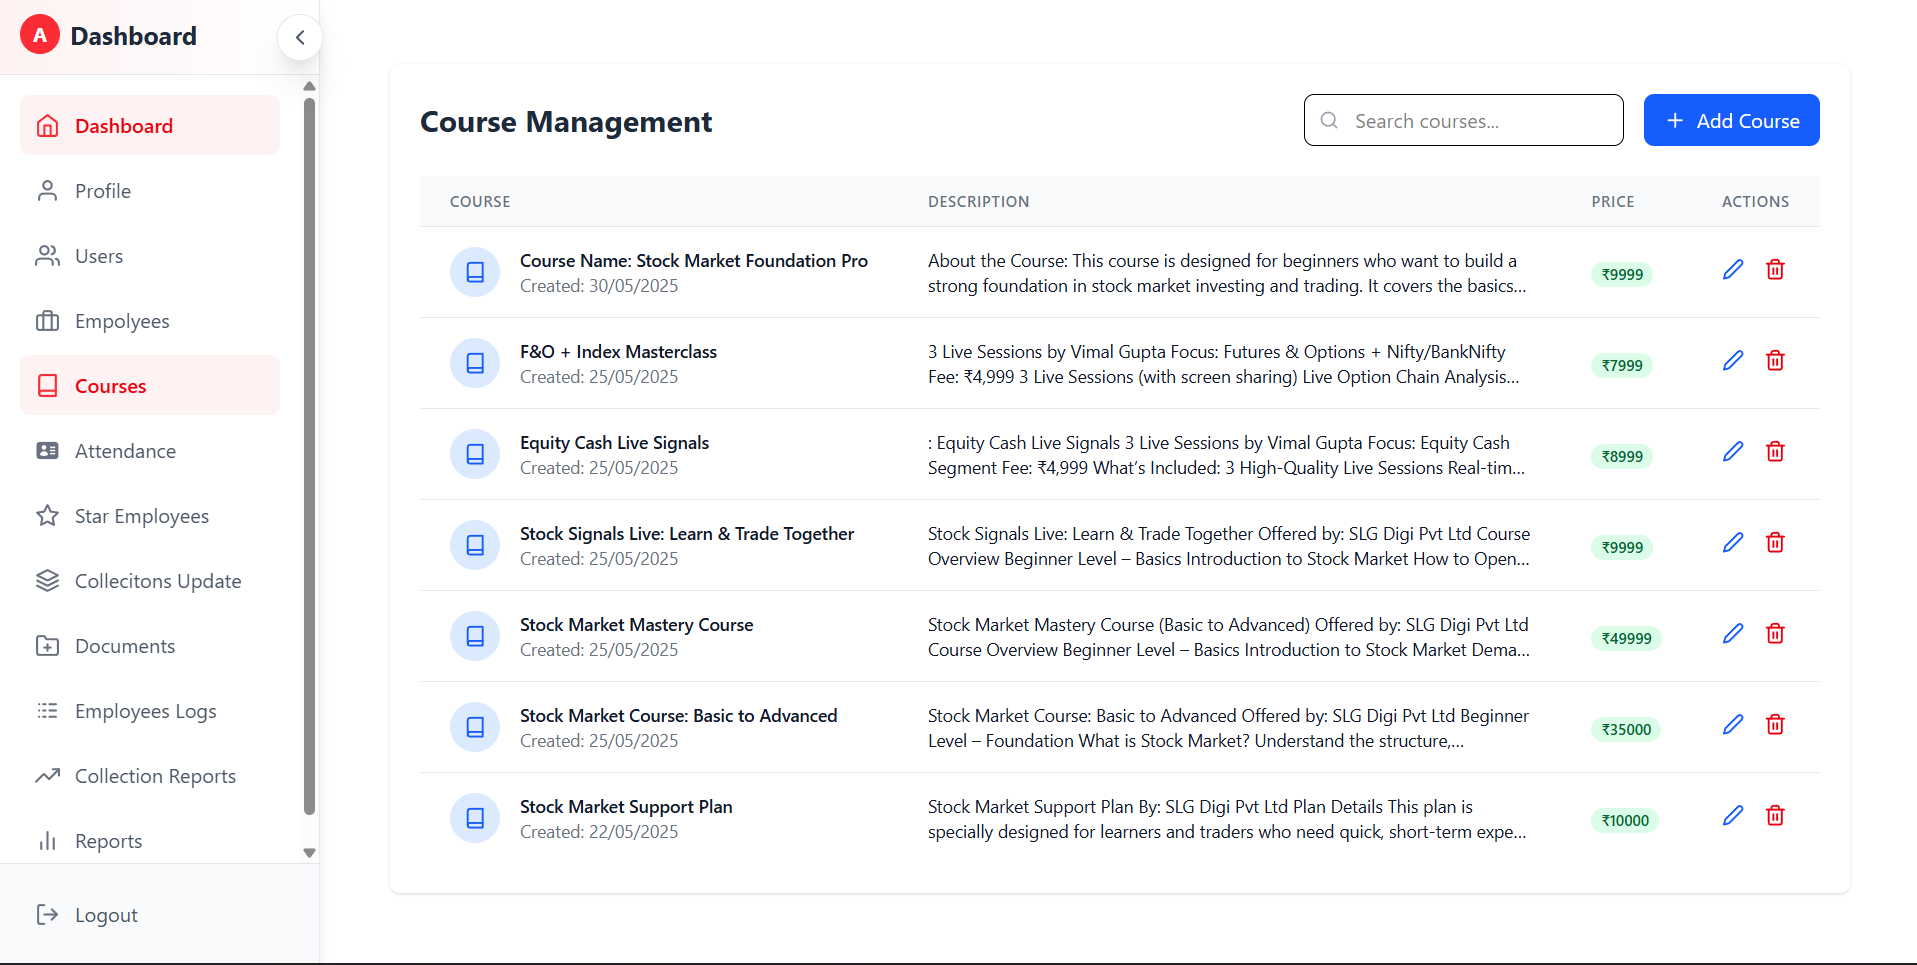 A Dashboard
Dashboard
Profile
Users
Empolyees
Courses
Attendance
Star Employees
Collecitons Update
Documents
Employees Logs
Collection Reports
Reports
Logout
Course Management
Search courses...
+ Add Course
COURSE DESCRIPTION PRICE ACTIONS
Course Name: Stock Market Foundation Pro
Created: 30/05/2025
About the Course: This course is designed for beginners who want to build a
strong foundation in stock market investing and trading. It covers the basics...
₹9999
F&O + Index Masterclass
Created: 25/05/2025
3 Live Sessions by Vimal Gupta Focus: Futures & Options + Nifty/BankNifty
Fee: ₹4,999 3 Live Sessions (with screen sharing) Live Option Chain Analysis...
₹7999
Equity Cash Live Signals
Created: 25/05/2025
: Equity Cash Live Signals 3 Live Sessions by Vimal Gupta Focus: Equity Cash
Segment Fee: ₹4,999 What’s Included: 3 High-Quality Live Sessions Real-tim...
₹8999
Stock Signals Live: Learn & Trade Together
Created: 25/05/2025
Stock Signals Live: Learn & Trade Together Offered by: SLG Digi Pvt Ltd Course
Overview Beginner Level – Basics Introduction to Stock Market How to Open...
₹9999
Stock Market Mastery Course
Created: 25/05/2025
Stock Market Mastery Course (Basic to Advanced) Offered by: SLG Digi Pvt Ltd
Course Overview Beginner Level – Basics Introduction to Stock Market Dema...
₹49999
Stock Market Course: Basic to Advanced
Created: 25/05/2025
Stock Market Course: Basic to Advanced Offered by: SLG Digi Pvt Ltd Beginner
Level – Foundation What is Stock Market? Understand the structure,...
₹35000
Stock Market Support Plan
Created: 22/05/2025
Stock Market Support Plan By: SLG Digi Pvt Ltd Plan Details This plan is
specially designed for learners and traders who need quick, short-term expe...
₹10000